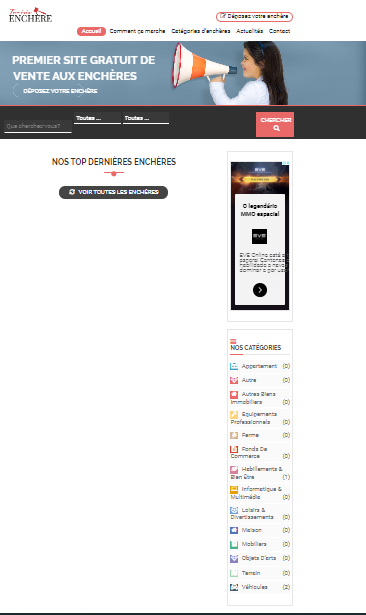 Tunisie
ENCHÈRE
Déposez votre enchère
Accueil Comment ça marche Catégories d'enchères Actualités Contact
PREMIER SITE GRATUIT DE
VENTE AUX ENCHÈRES
DÉPOSEZ VOTRE ENCHÈRE
Que cherchez-vous?
Toutes ... Toutes ...
CHERCHER
NOS TOP DERNIÈRES ENCHÈRES
VOIR TOUTES LES ENCHÈRES
O legendário
MMO espacial
EVE
EVE Online está a
NOS CATÉGORIES
Appartement (0)
Autre (0)
Autres Biens
Immobiliers (0)
Equipements
Professionnels (0)
Ferme (0)
Fonds De
Commerce (0)
Habillements &
Bien Être (1)
Informatique &
Multimédia (0)
Loisirs &
Divertissements (0)
Maison (0)
Mobiliers (0)
Objets D'arts (0)
Terrain (0)
Véhicules (2)